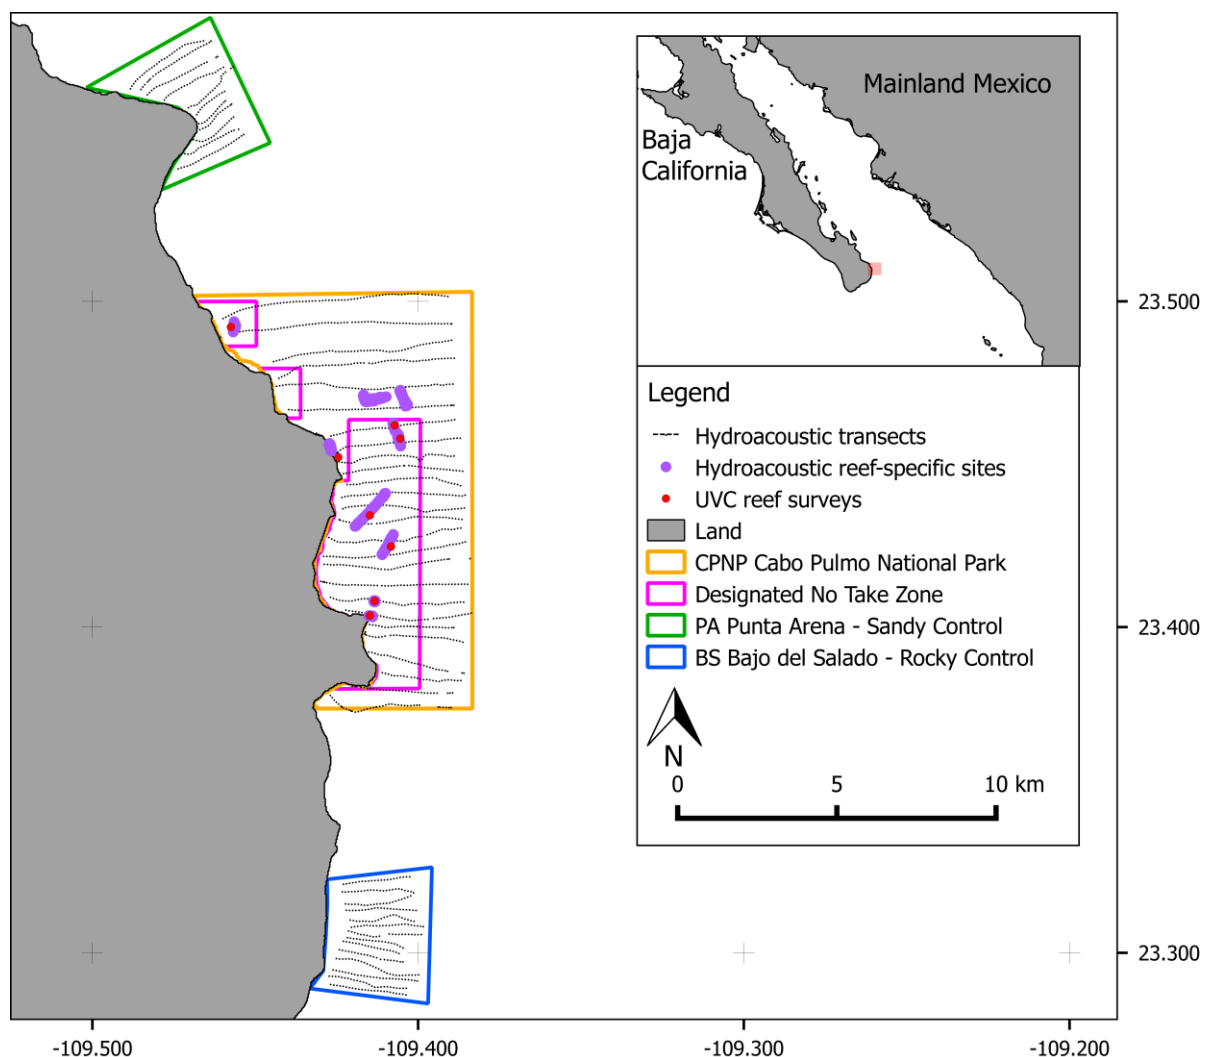 Mainland Mexico
Baja
California
23.500
Legend
Hydroacoustic transects
Hydroacoustic reef-specific sites
UVC reef surveys
Land
CPNP Cabo Pulmo National Park
Designated No Take Zone
PA Punta Arena - Sandy Control
23.400
BS Bajo del Salado - Rocky Control
N
0 5 10 km
23.300
-109.500 -109.400 -109.300 -109.200